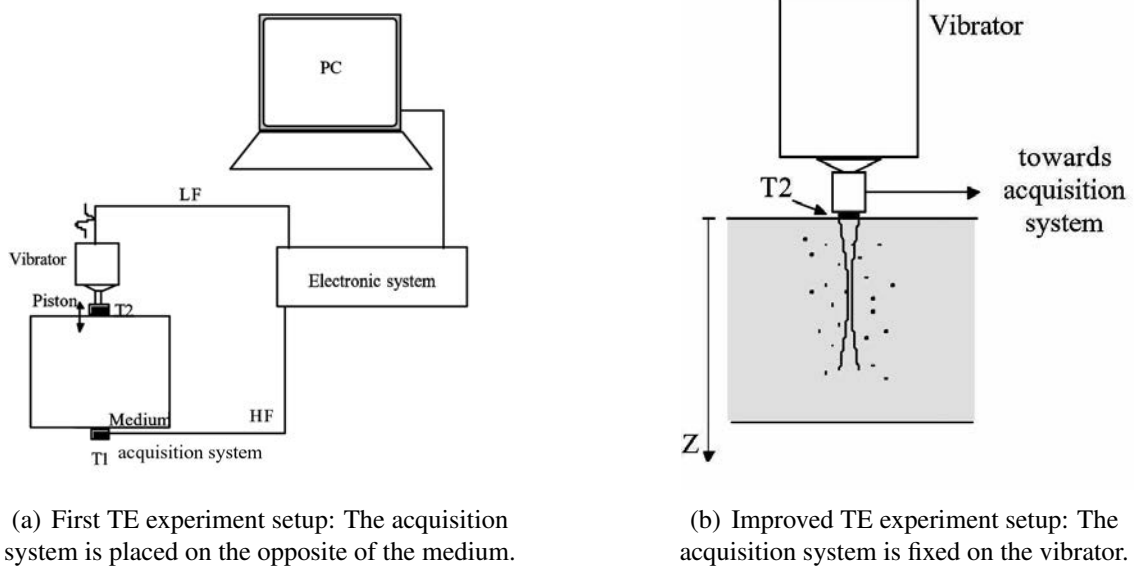 PC
LF
Vibrator
Electronic system
Piston
T2
Medium
HF
T1 acquisition system
Vibrator
towards
acquisition
system
T2
Z
(a) First TE experiment setup: The acquisition
system is placed on the opposite of the medium.
(b) Improved TE experiment setup: The
acquisition system is fixed on the vibrator.